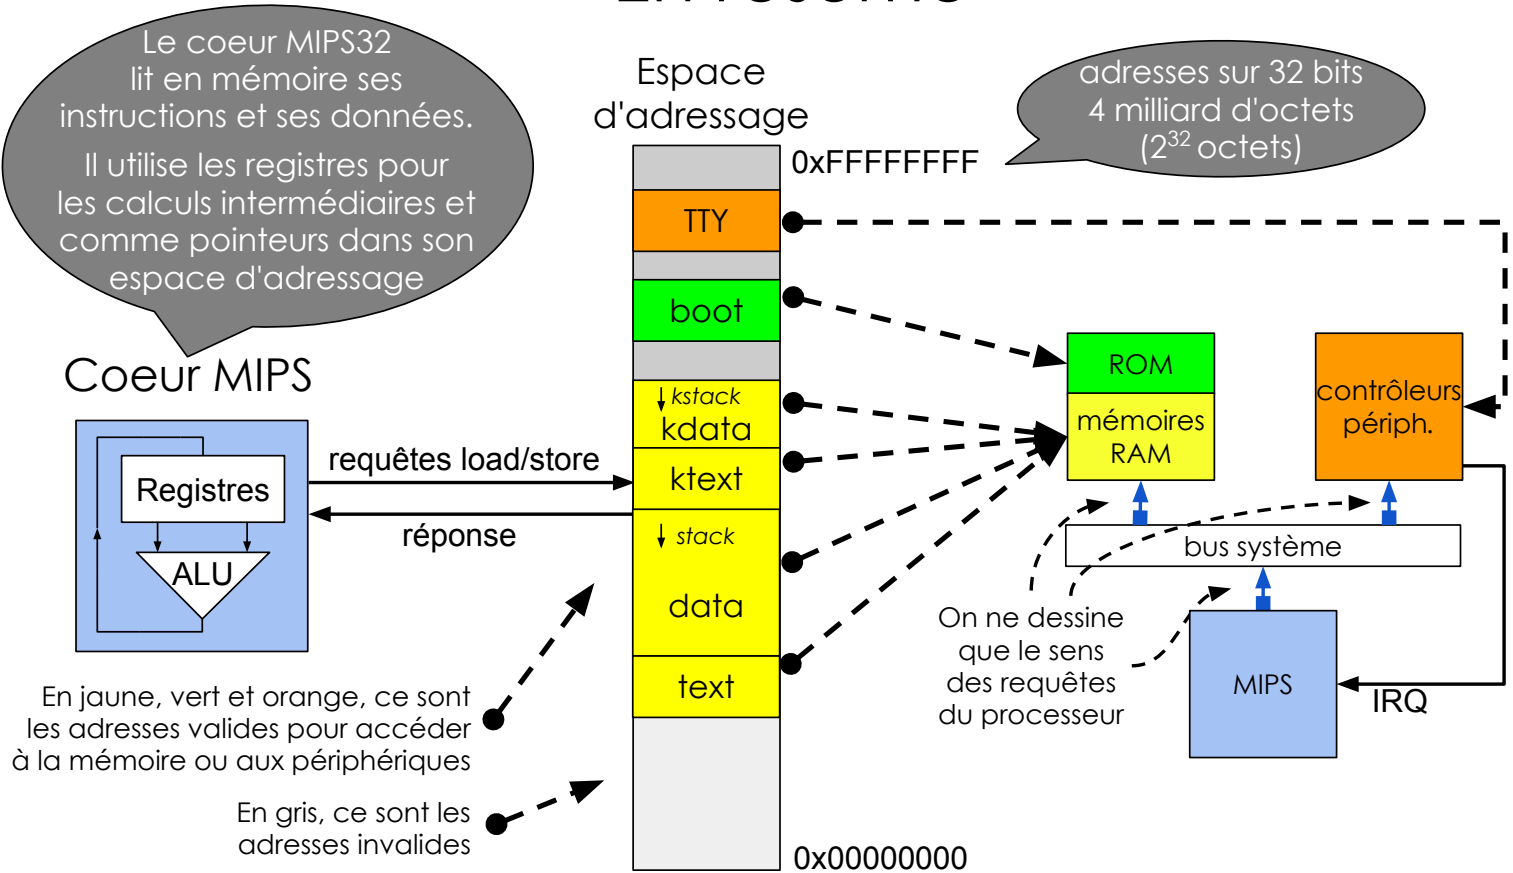 En résumé
Le coeur MIPS32
lit en mémoire ses
instructions et ses données.
Il utilise les registres pour
les calculs intermédiaires et
comme pointeurs dans son
espace d'adressage
Espace
d'adressage
adresses sur 32 bits
4 milliard d'octets
(2³² octets)
0xFFFFFFFF
TTY
boot
ROM
mémoires
RAM
contrôleurs
périph.
Coeur MIPS
↓ kstack
kdata
requêtes load/store
Registres
ktext
réponse
↓ stack
bus système
ALU
data
On ne dessine
que le sens
des requêtes
du processeur
text
MIPS
IRQ
En jaune, vert et orange, ce sont
les adresses valides pour accéder
à la mémoire ou aux périphériques
En gris, ce sont les
adresses invalides
0x00000000